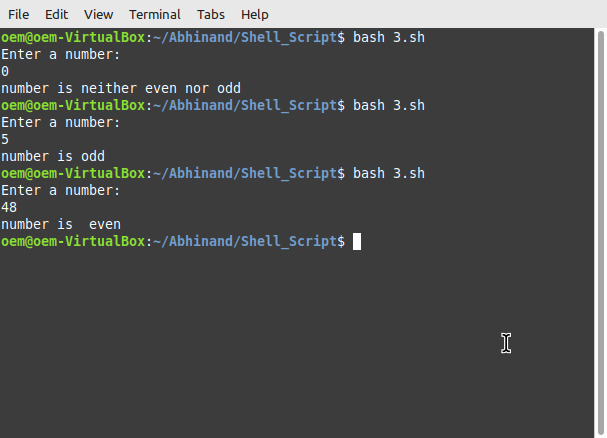 File Edit View Terminal Tabs Help
oem@oem-VirtualBox:~/Abhinand/Shell_Script$ bash 3.sh
Enter a number:
0
number is neither even nor odd
oem@oem-VirtualBox:~/Abhinand/Shell_Script$ bash 3.sh
Enter a number:
5
number is odd
oem@oem-VirtualBox:~/Abhinand/Shell_Script$ bash 3.sh
Enter a number:
48
number is  even
oem@oem-VirtualBox:~/Abhinand/Shell_Script$